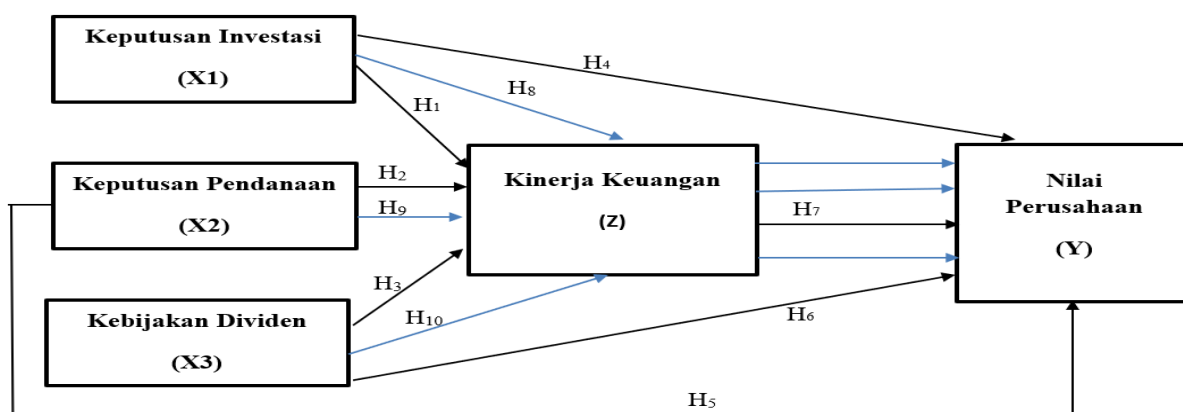 Keputusan Investasi
(X1)
H₄
H₈
H₁
Keputusan Pendanaan
(X2)
H₂
H₉
Kinerja Keuangan
(Z)
H₇
Nilai
Perusahaan
(Y)
H₃
Kebijakan Dividen
(X3)
H₁₀
H₆
H₅